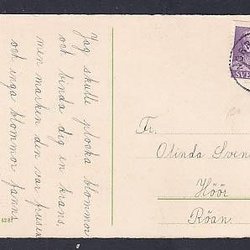 Jag skulle plocka blommor
och binda dig en krans,
men marken den var frusen
och inga blommor fanns
Fr.
Olinda Sven
Höör
Röan
SVE